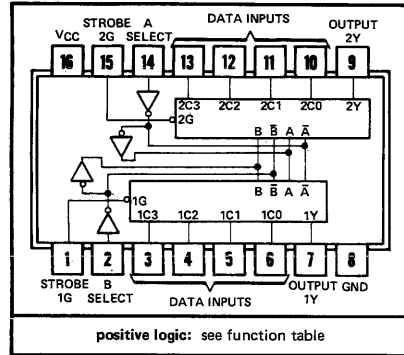 STROBE A DATA INPUTS OUTPUT
VCC 2G SELECT 2Y
16 15 14 13 12 11 10 9
2C3 2C2 2C1 2C0 2Y
2G
B B̅ A A̅
B B̅ A A̅
1G
1C3 1C2 1C1 1C0 1Y
1 2 3 4 5 6 7 8
STROBE B DATA INPUTS OUTPUT GND
1G SELECT 1Y
positive logic: see function table